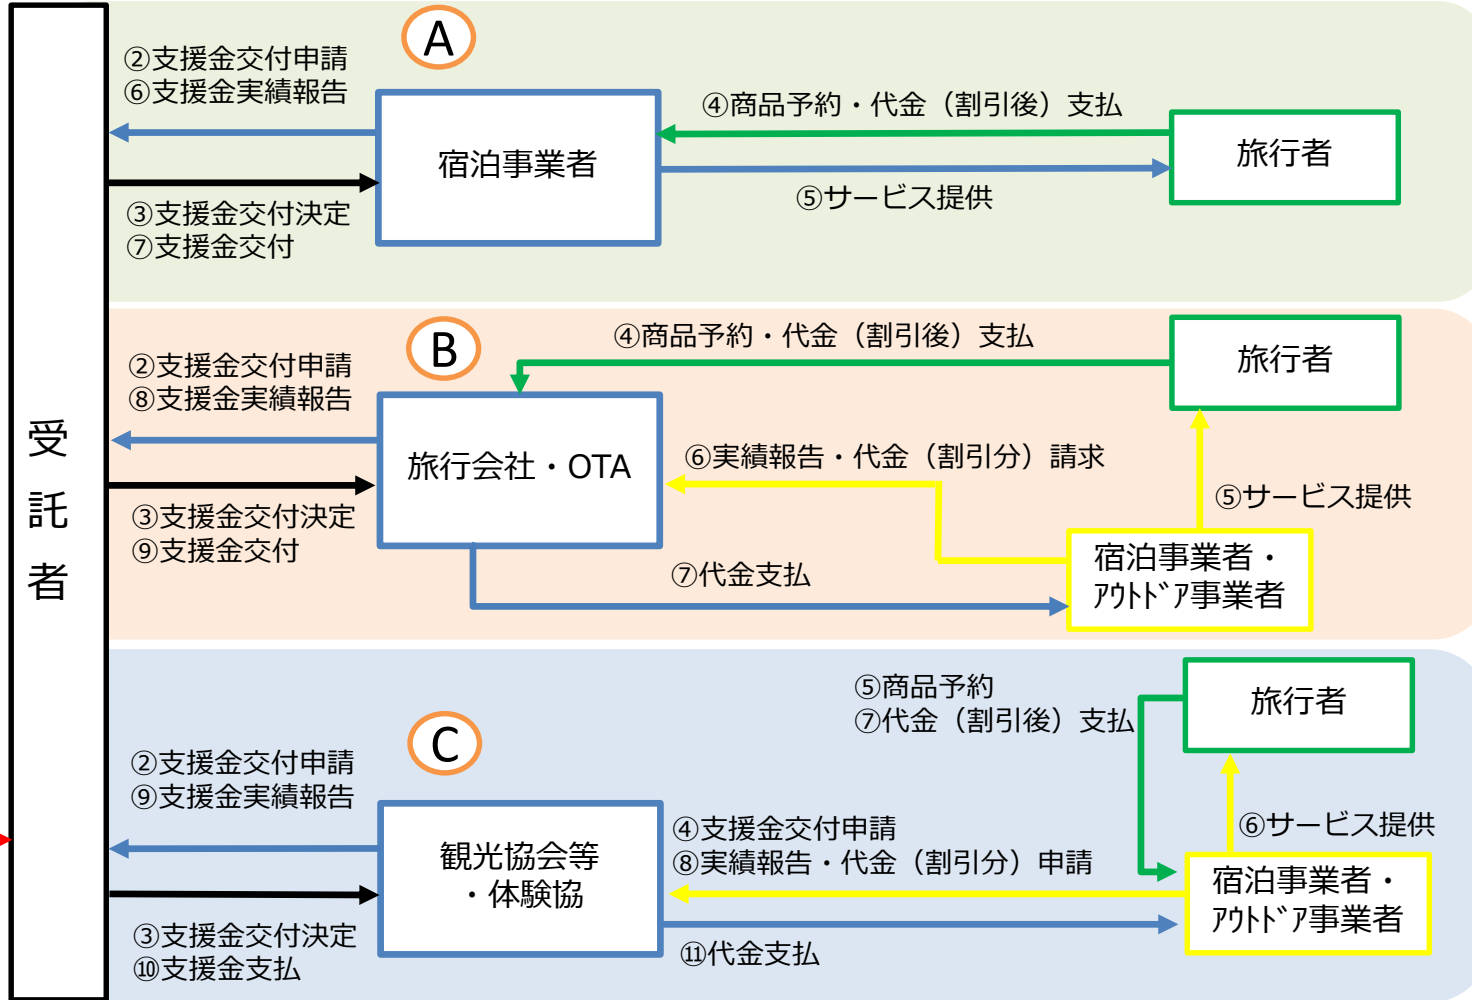 受託者
A
②支援金交付申請
⑥支援金実績報告
宿泊事業者
④商品予約・代金（割引後）支払
旅行者
⑤サービス提供
③支援金交付決定
⑦支援金交付
B
②支援金交付申請
⑧支援金実績報告
旅行会社・OTA
④商品予約・代金（割引後）支払
旅行者
⑥実績報告・代金（割引分）請求
⑤サービス提供
③支援金交付決定
⑨支援金交付
⑦代金支払
宿泊事業者・
ｱｳﾄﾄﾞｱ事業者
C
②支援金交付申請
⑨支援金実績報告
観光協会等
・体験協
⑤商品予約
⑦代金（割引後）支払
旅行者
④支援金交付申請
⑧実績報告・代金（割引分）申請
⑥サービス提供
宿泊事業者・
ｱｳﾄﾄﾞｱ事業者
③支援金交付決定
⑩支援金支払
⑪代金支払